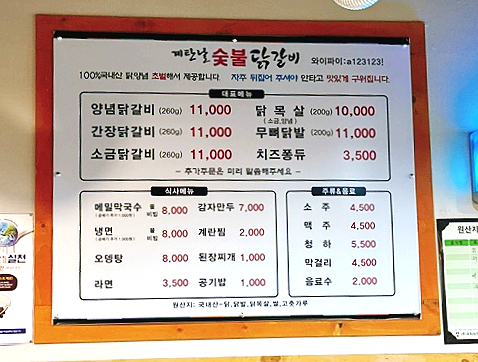 계탄날 숯불 닭갈비 와이파이:a123123!
100%국내산 닭양념 초벌해서 제공합니다. 자주 뒤집어 주셔야 안타고 맛있게 구워집니다.
대표메뉴
양념닭갈비 (260g) 11,000 닭목살 (200g) 10,000
(소금,양념)
간장닭갈비 (260g) 11,000 무뼈닭발 (200g) 11,000
소금닭갈비 (260g) 11,000 치즈퐁듀 3,500
- 추가주문은 미리 말씀해주세요 -
식사메뉴 주류&음료
메밀막국수 물 비빔 8,000 감자만두 7,000 소주 4,500
냉면 물 비빔 8,000 계란찜 2,000 맥주 4,500
청하 5,500
오뎅탕 8,000 된장찌개 1,000 막걸리 4,500
라면 3,500 공기밥 1,000 음료수 2,000
원산지: 국내산-닭,닭발,닭목살,쌀,고춧가루
실천
원산지